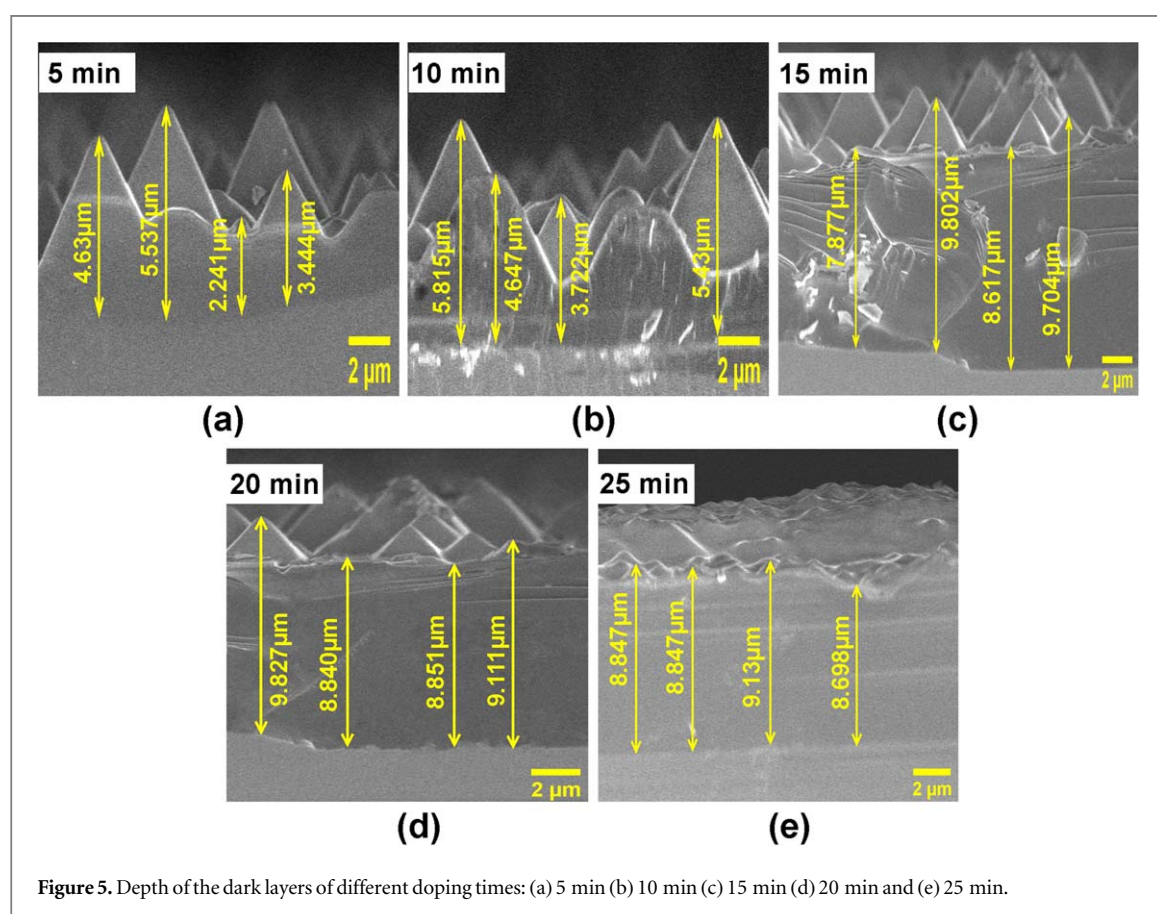 5 min
4.63µm
5.537µm
2.241µm
3.444µm
2 µm
(a)
10 min
5.815µm
4.647µm
3.722µm
5.43µm
2 µm
(b)
15 min
7.877µm
9.802µm
8.617µm
9.704µm
2 µm
(c)
20 min
9.827µm
8.840µm
8.851µm
9.111µm
2 µm
(d)
25 min
8.847µm
8.847µm
9.13µm
8.698µm
2 µm
(e)
Figure 5. Depth of the dark layers of different doping times: (a) 5 min (b) 10 min (c) 15 min (d) 20 min and (e) 25 min.